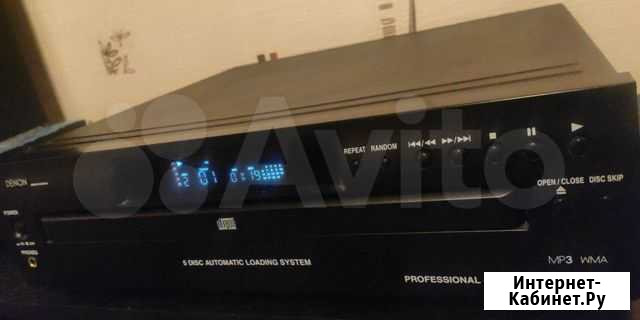 Avito
DENON
REPEAT RANDOM
OPEN / CLOSE DISC SKIP
POWER
PHONES
5 DISC AUTOMATIC LOADING SYSTEM
PROFESSIONAL
MP3 WMA
Интернет-
Кабинет.Ру